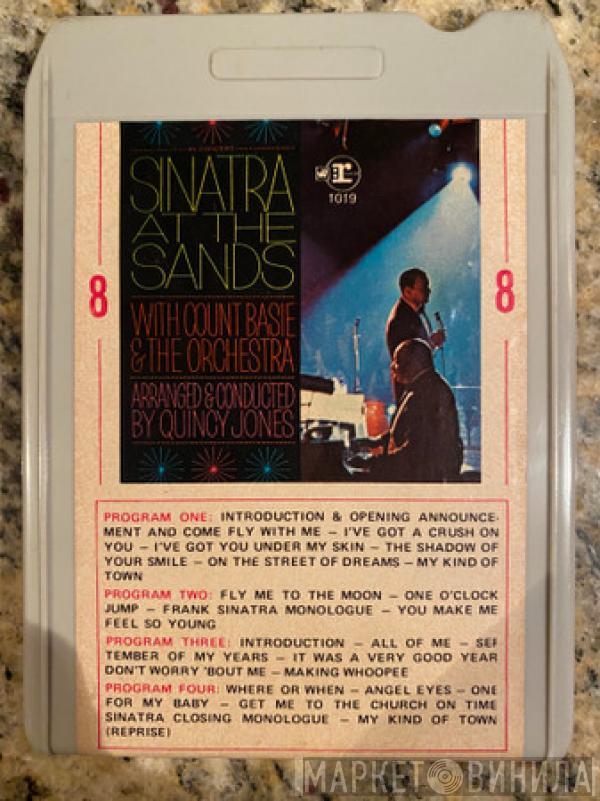 SINATRA
AT THE
SANDS
WITH COUNT BASIE
& THE ORCHESTRA
ARRANGED & CONDUCTED
BY QUINCY JONES
r
1019
8
8
PROGRAM ONE: INTRODUCTION & OPENING ANNOUNCE-
MENT AND COME FLY WITH ME – I'VE GOT A CRUSH ON
YOU – I'VE GOT YOU UNDER MY SKIN – THE SHADOW OF
YOUR SMILE – ON THE STREET OF DREAMS – MY KIND OF
TOWN
PROGRAM TWO: FLY ME TO THE MOON – ONE O'CLOCK
JUMP – FRANK SINATRA MONOLOGUE – YOU MAKE ME
FEEL SO YOUNG
PROGRAM THREE: INTRODUCTION – ALL OF ME – SEP
TEMBER OF MY YEARS – IT WAS A VERY GOOD YEAR
DON'T WORRY 'BOUT ME – MAKING WHOOPEE
PROGRAM FOUR: WHERE OR WHEN – ANGEL EYES – ONE
FOR MY BABY – GET ME TO THE CHURCH ON TIME
SINATRA CLOSING MONOLOGUE – MY KIND OF TOWN
(REPRISE)
МАРКЕТ ВИНИЛА